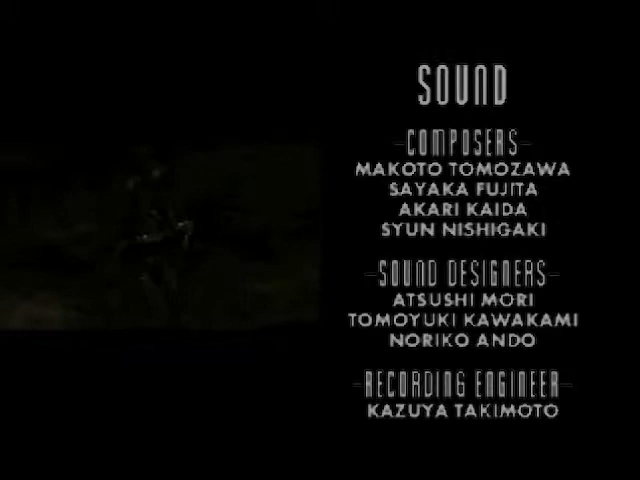 SOUND
-COMPOSERS-
MAKOTO TOMOZAWA
SAYAKA FUJITA
AKARI KAIDA
SYUN NISHIGAKI
-SOUND DESIGNERS-
ATSUSHI MORI
TOMOYUKI KAWAKAMI
NORIKO ANDO
-RECORDING ENGINEER-
KAZUYA TAKIMOTO